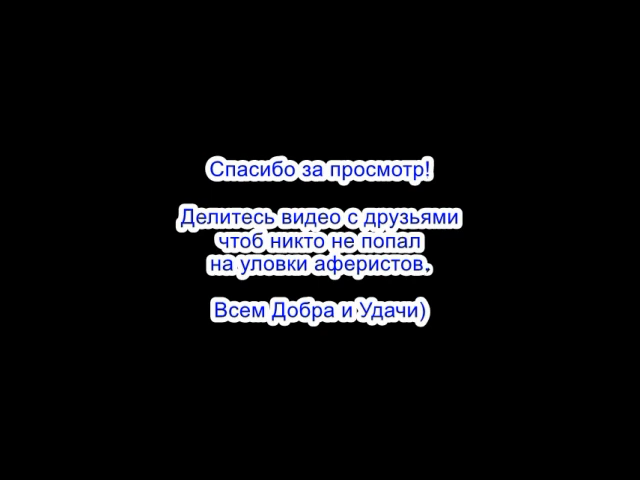 Спасибо за просмотр!
Делитесь видео с друзьями
чтоб никто не попал
на уловки аферистов.
Всем Добра и Удачи)